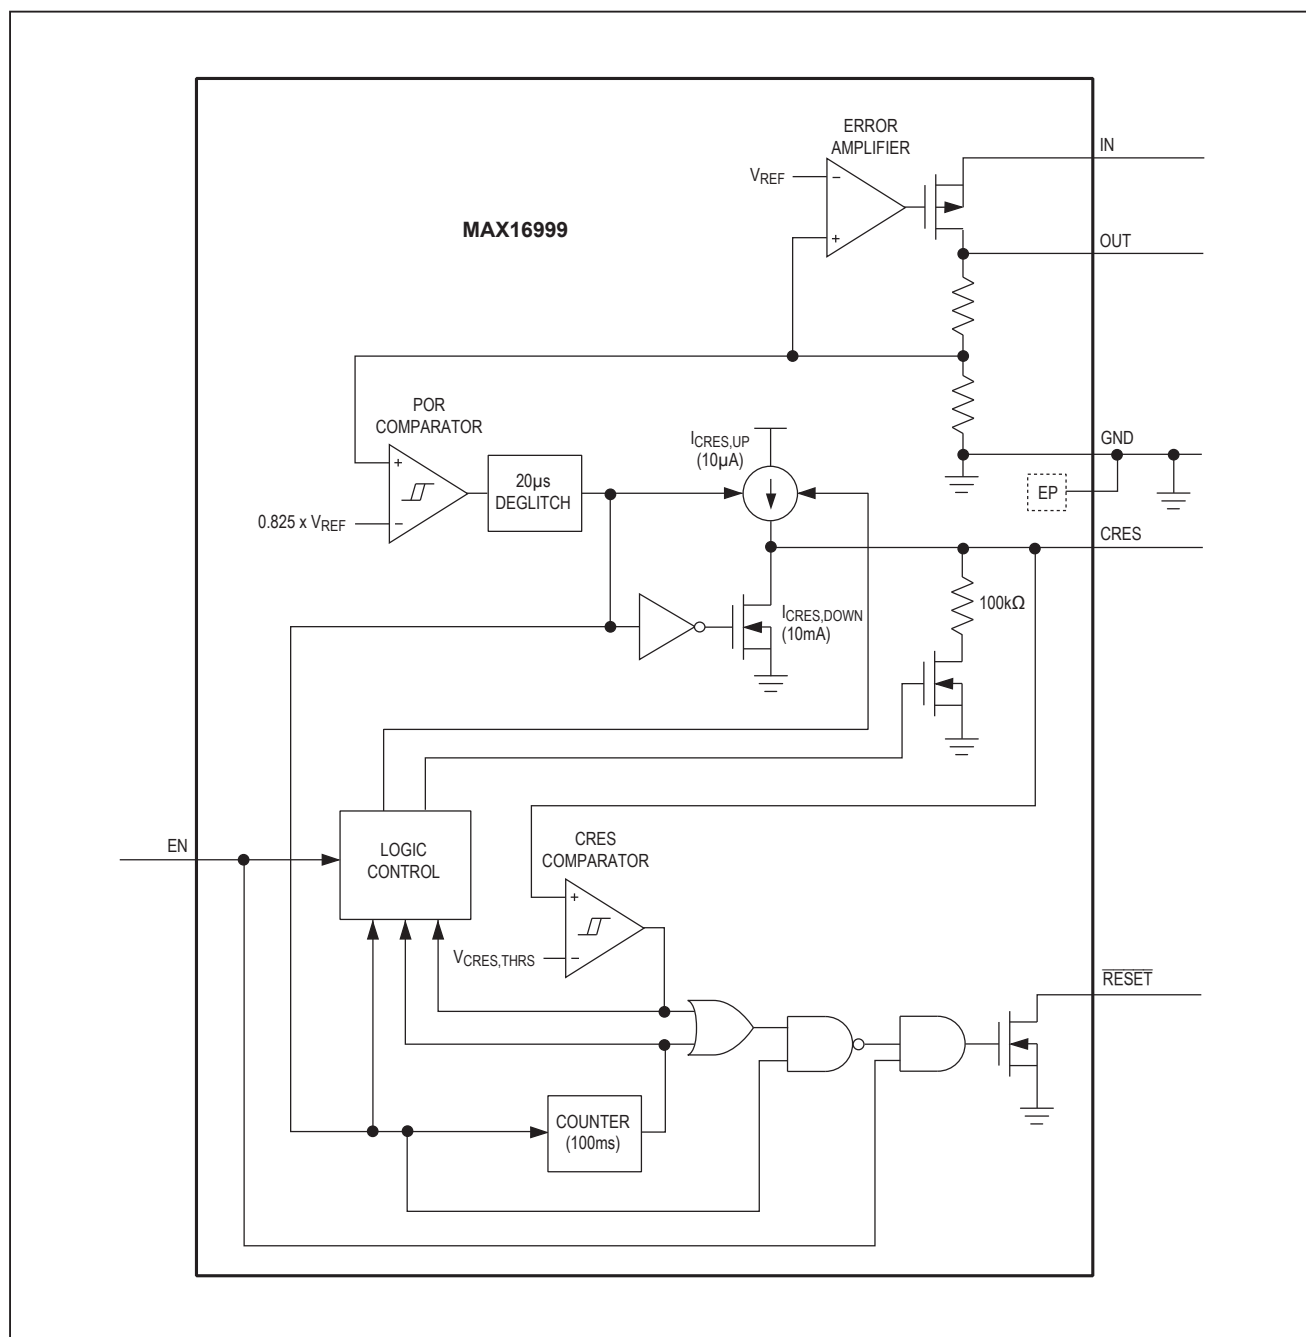 ERROR
AMPLIFIER
IN
VREF
−
+
MAX16999
OUT
POR
COMPARATOR
ICRES,UP
(10µA)
GND
+
20µs
DEGLITCH
EP
0.825 x VREF
−
CRES
100kΩ
ICRES,DOWN
(10mA)
EN
LOGIC
CONTROL
CRES
COMPARATOR
+
VCRES,THRS
−
RESET
COUNTER
(100ms)